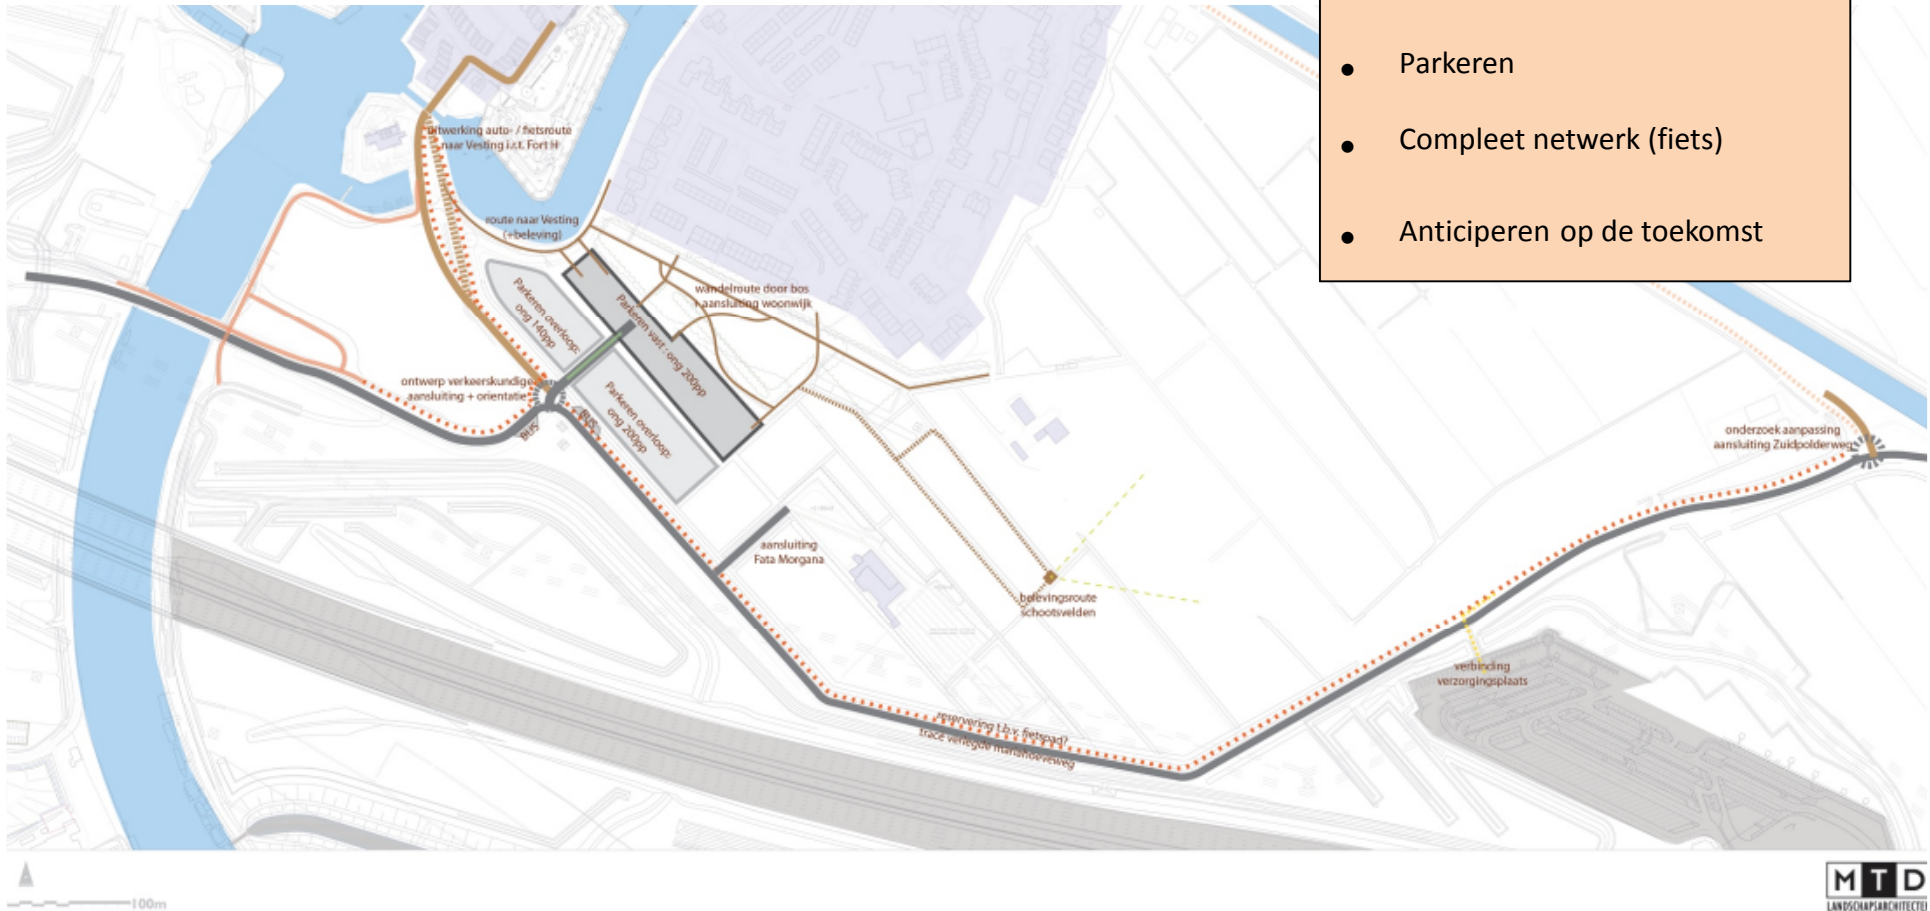 Parkeren
Compleet netwerk (fiets)
Anticiperen op de toekomst
uitwerking auto- / fietsroute
naar Vesting i.r.t. Fort H
route naar Vesting
(+beleving)
wandelroute door bos
+ aansluiting woonwijk
Parkeren overloop:
ong 140pp
Parkeren vast : ong 200pp
Parkeren overloop:
ong 200pp
ontwerp verkeerskundige
aansluiting + orientatie
BUS
BUS
aansluiting
Fata Morgana
belevingsroute
schootsvelden
onderzoek aanpassing
aansluiting Zuidpolderweg
verbinding
verzorgingsplaats
reservering t.b.v. fietspad?
tracé verlegde mariahoeveweg
100m
MTD
LANDSCHAPSARCHITECTEN